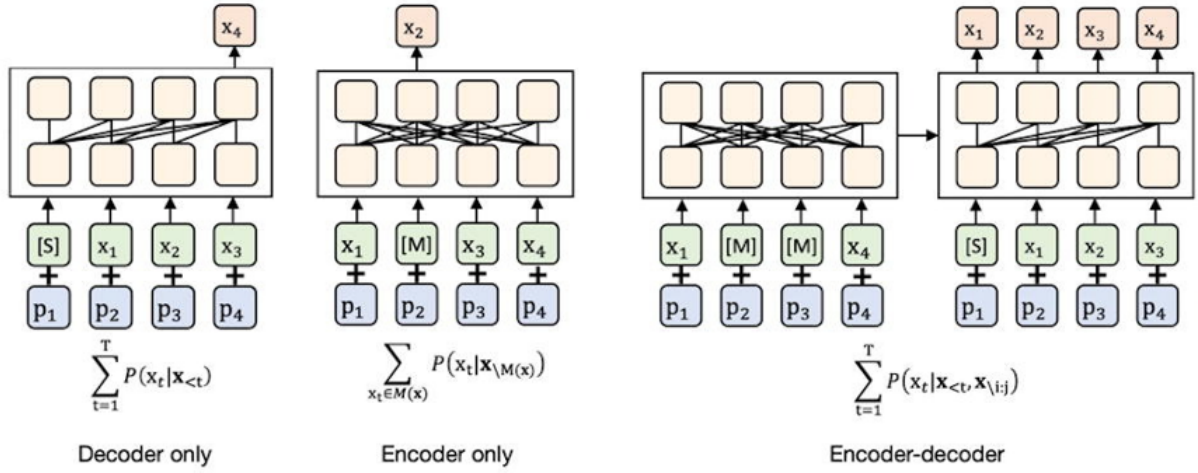 x₄ x₂ x₁ x₂ x₃ x₄
[S] x₁ x₂ x₃ x₁ [M] x₃ x₄ x₁ [M] [M] x₄ [S] x₁ x₂ x₃
+ + + + + + + + + + + + + + + +
p₁ p₂ p₃ p₄ p₁ p₂ p₃ p₄ p₁ p₂ p₃ p₄ p₁ p₂ p₃ p₄
T
∑ P(xₜ|x<t)
t=1
∑ P(xₜ|x\M(x))
xₜ∈M(x)
T
∑ P(xₜ|x<t, x\i:j)
t=1
Decoder only Encoder only Encoder-decoder